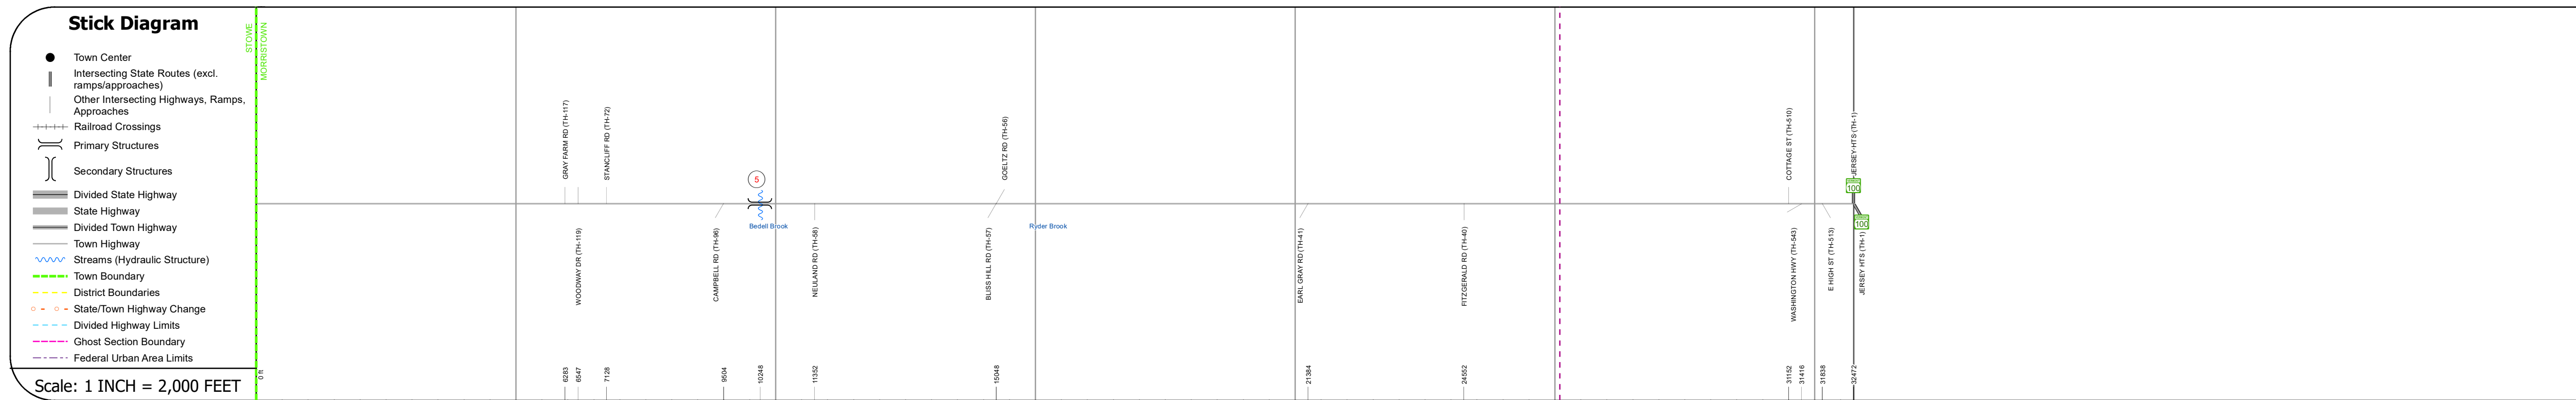 Stick Diagram
Town Center
Intersecting State Routes (excl.
ramps/approaches)
Other Intersecting Highways, Ramps,
Approaches
Railroad Crossings
Primary Structures
Secondary Structures
Divided State Highway
State Highway
Divided Town Highway
Town Highway
Streams (Hydraulic Structure)
Town Boundary
District Boundaries
State/Town Highway Change
Divided Highway Limits
Ghost Section Boundary
Federal Urban Area Limits
Scale: 1 INCH = 2,000 FEET
STOWE
MORRISTOWN
GRAY FARM RD (TH-117)
WOODWAY DR (TH-119)
STANCLIFF RD (TH-72)
CAMPBELL RD (TH-96)
5
Bedell Brook
NEULAND RD (TH-58)
BLISS HILL RD (TH-57)
GOELTZ RD (TH-56)
Ryder Brook
EARL GRAY RD (TH-41)
FITZGERALD RD (TH-40)
COTTAGE ST (TH-510)
WASHINGTON HWY (TH-543)
E HIGH ST (TH-513)
JERSEY HTS (TH-1)
100
100
JERSEY HTS (TH-1)
0 ft
6283
6547
7128
9504
10248
11352
15048
21384
24552
31152
31416
31838
32472